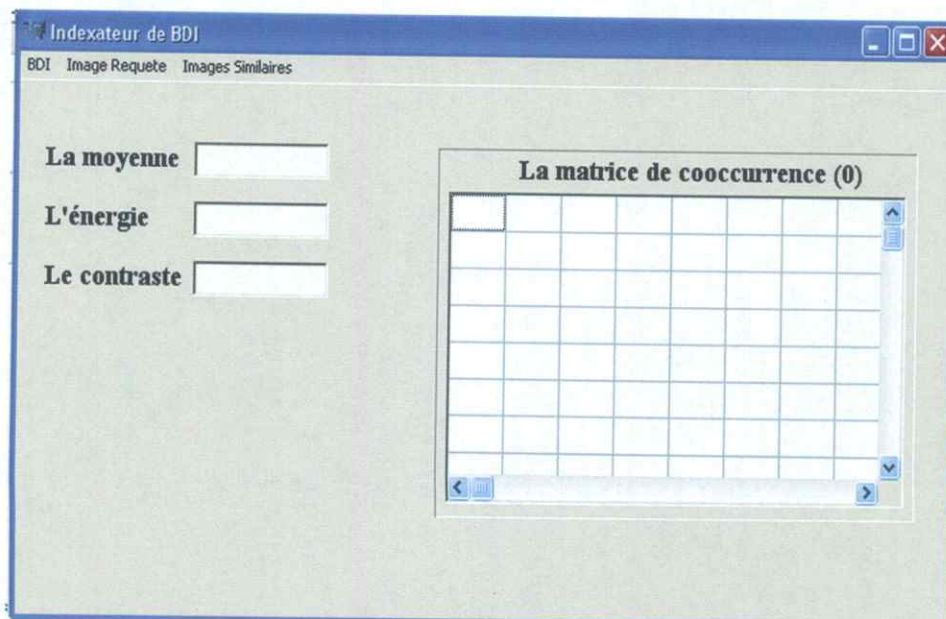 Indexateur de BDI
BDI Image Requete Images Similaires
La moyenne
L'énergie
Le contraste
La matrice de cooccurrence (0)